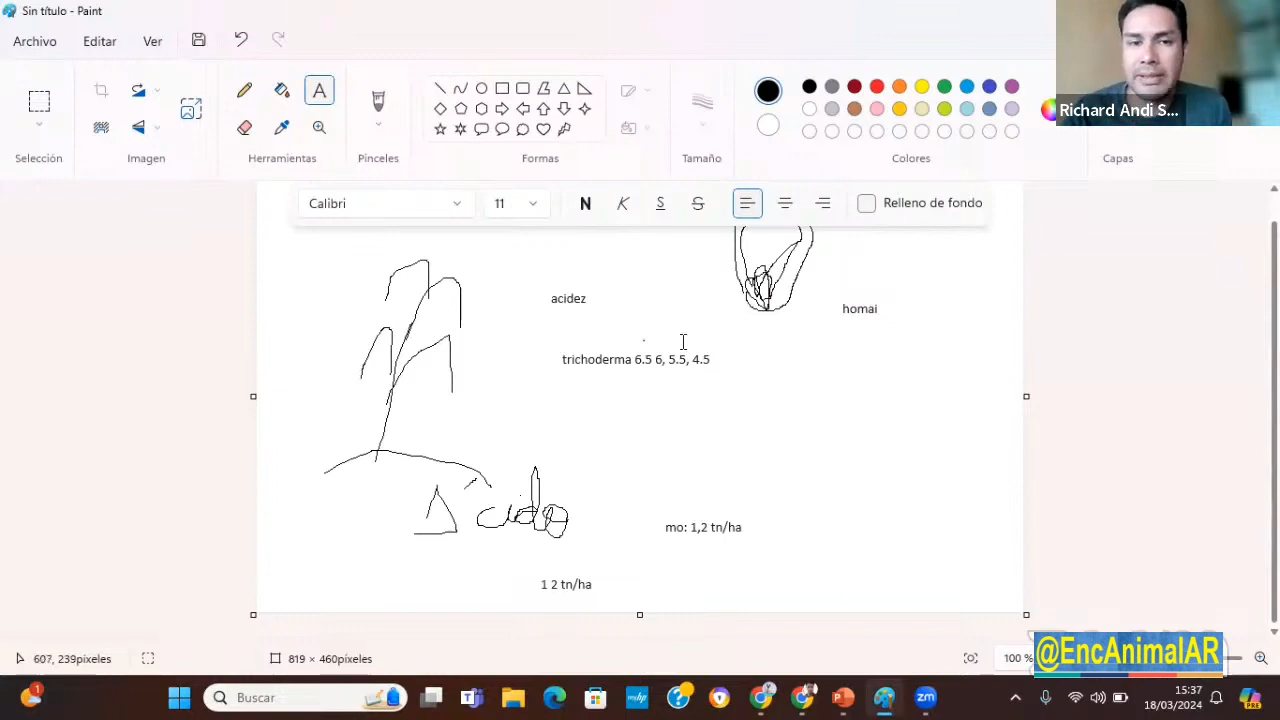 Sin título - Paint
Archivo Editar Ver
Richard Andi S...
Selección Imagen Herramientas Pinceles Formas Tamaño Colores Capas
Calibri 11 N K S S Relleno de fondo
acidez
homai
trichoderma 6.5 6, 5.5, 4.5
Ácido
mo: 1,2 tn/ha
1 2 tn/ha
@EncAnimalAR
607, 239píxeles 819 × 460píxeles 100 %
1 Buscar 15:37
18/03/2024